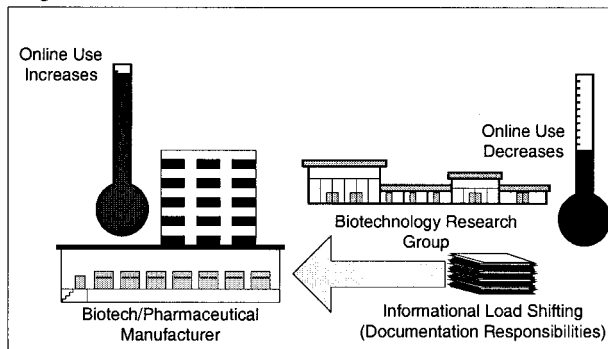 Online Use
Increases
Online Use
Decreases
Biotechnology Research
Group
Biotech/Pharmaceutical
Manufacturer
Informational Load Shifting
(Documentation Responsibilities)